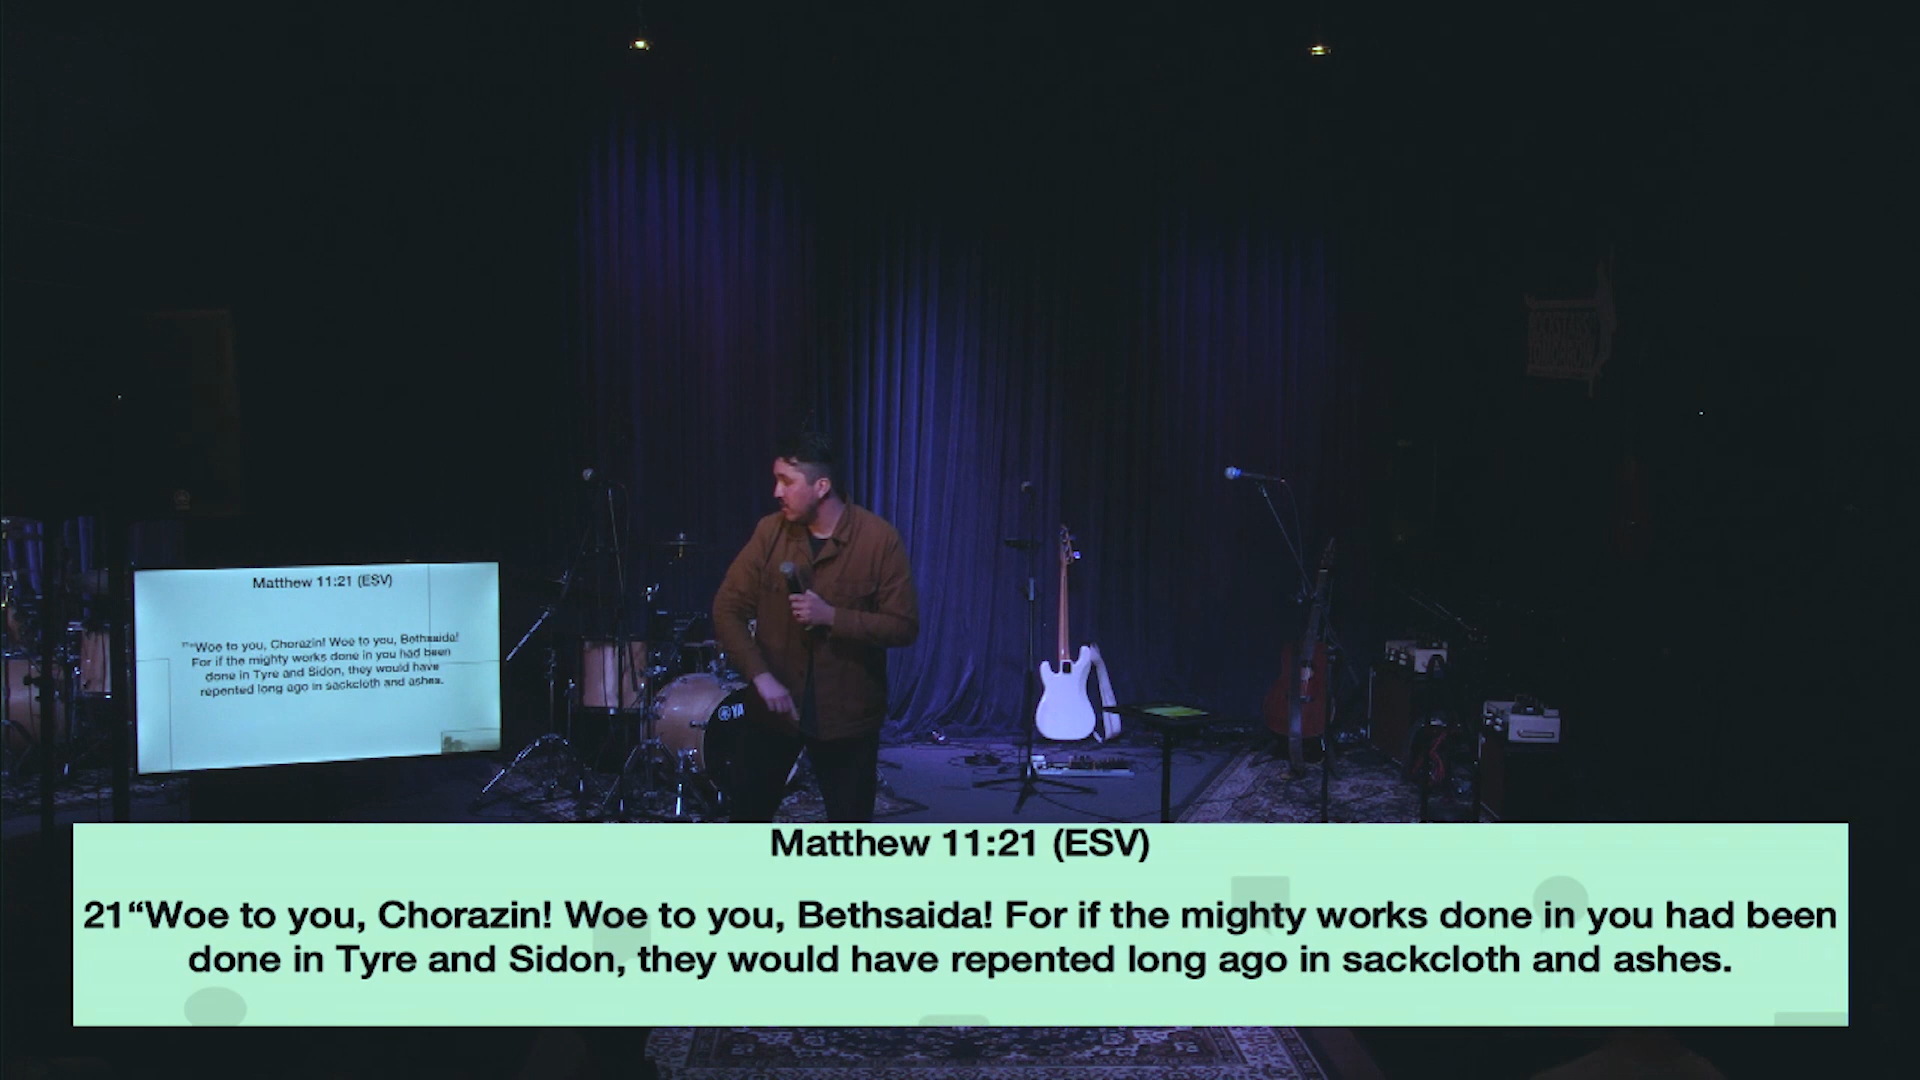 Matthew 11:21 (ESV)
21“Woe to you, Chorazin! Woe to you, Bethsaida!
For if the mighty works done in you had been
done in Tyre and Sidon, they would have
repented long ago in sackcloth and ashes.
YA
Matthew 11:21 (ESV)
21“Woe to you, Chorazin! Woe to you, Bethsaida! For if the mighty works done in you had been
done in Tyre and Sidon, they would have repented long ago in sackcloth and ashes.